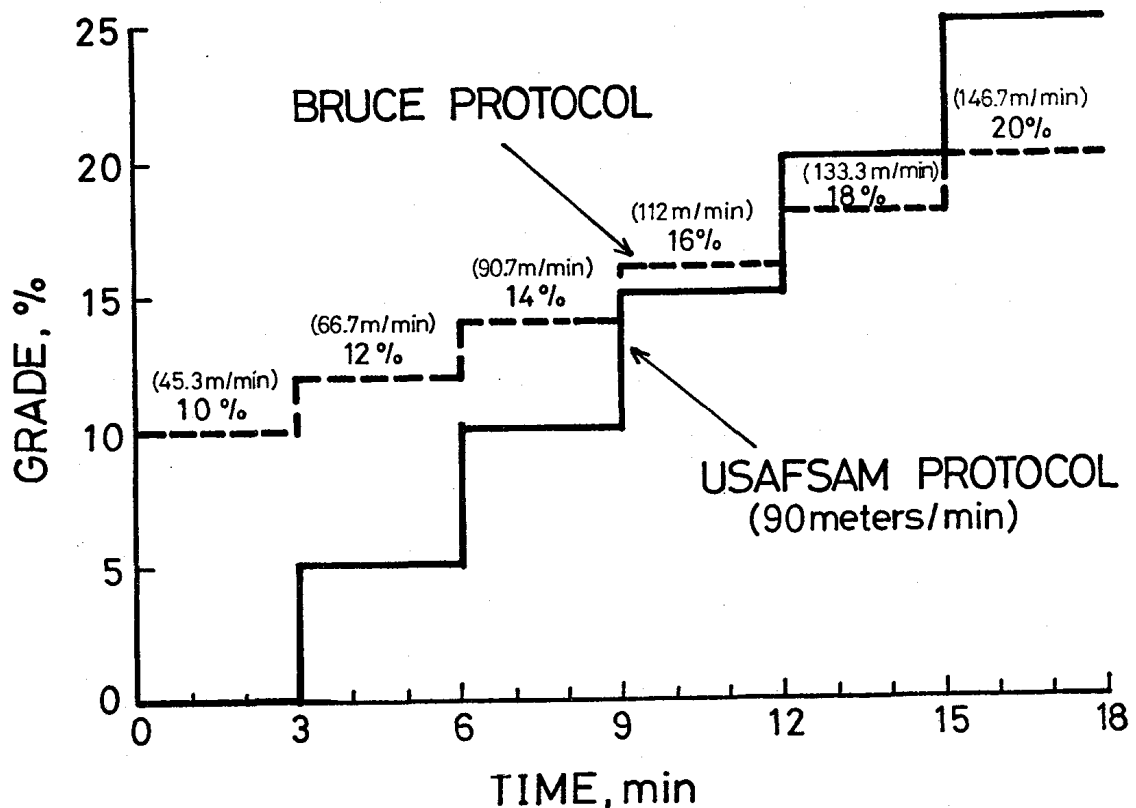 25
20
15
10
5
0
GRADE, %
BRUCE PROTOCOL
(45.3m/min)
10 %
(66.7m/min)
12 %
(90.7m/min)
14%
(112 m/min)
16%
(133.3 m/min)
18 %
(146.7m/min)
20%
USAFSAM PROTOCOL
(90meters/min)
0 3 6 9 12 15 18
TIME, min